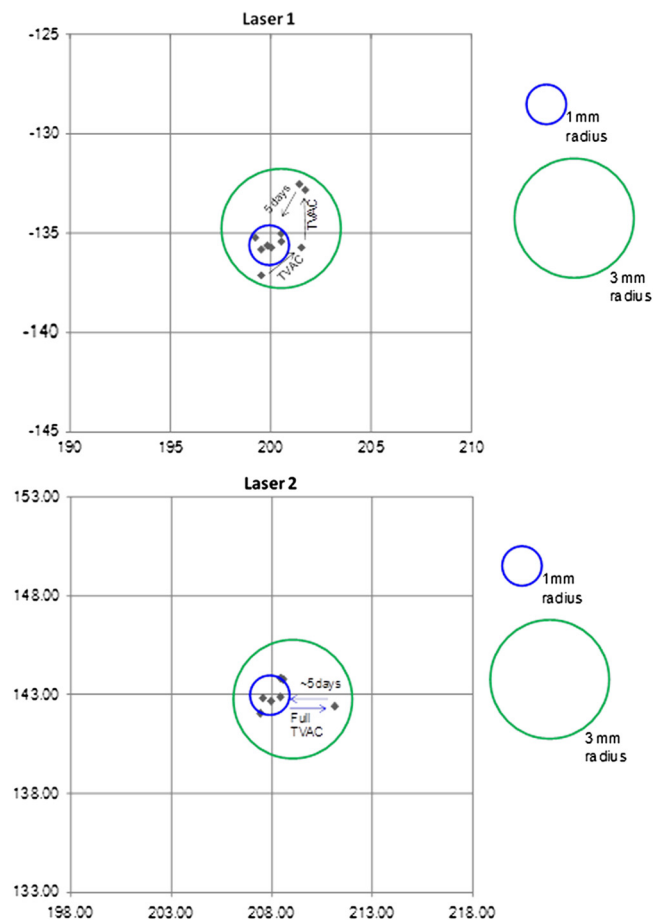 Laser 1
-125
-130
-135
-140
-145
190
195
200
205
210
5 days
TVAC
TVAC
1mm
radius
3 mm
radius
Laser 2
153.00
148.00
143.00
138.00
133.00
198.00
203.00
208.00
213.00
218.00
~5days
Full
TVAC
1mm
radius
3 mm
radius